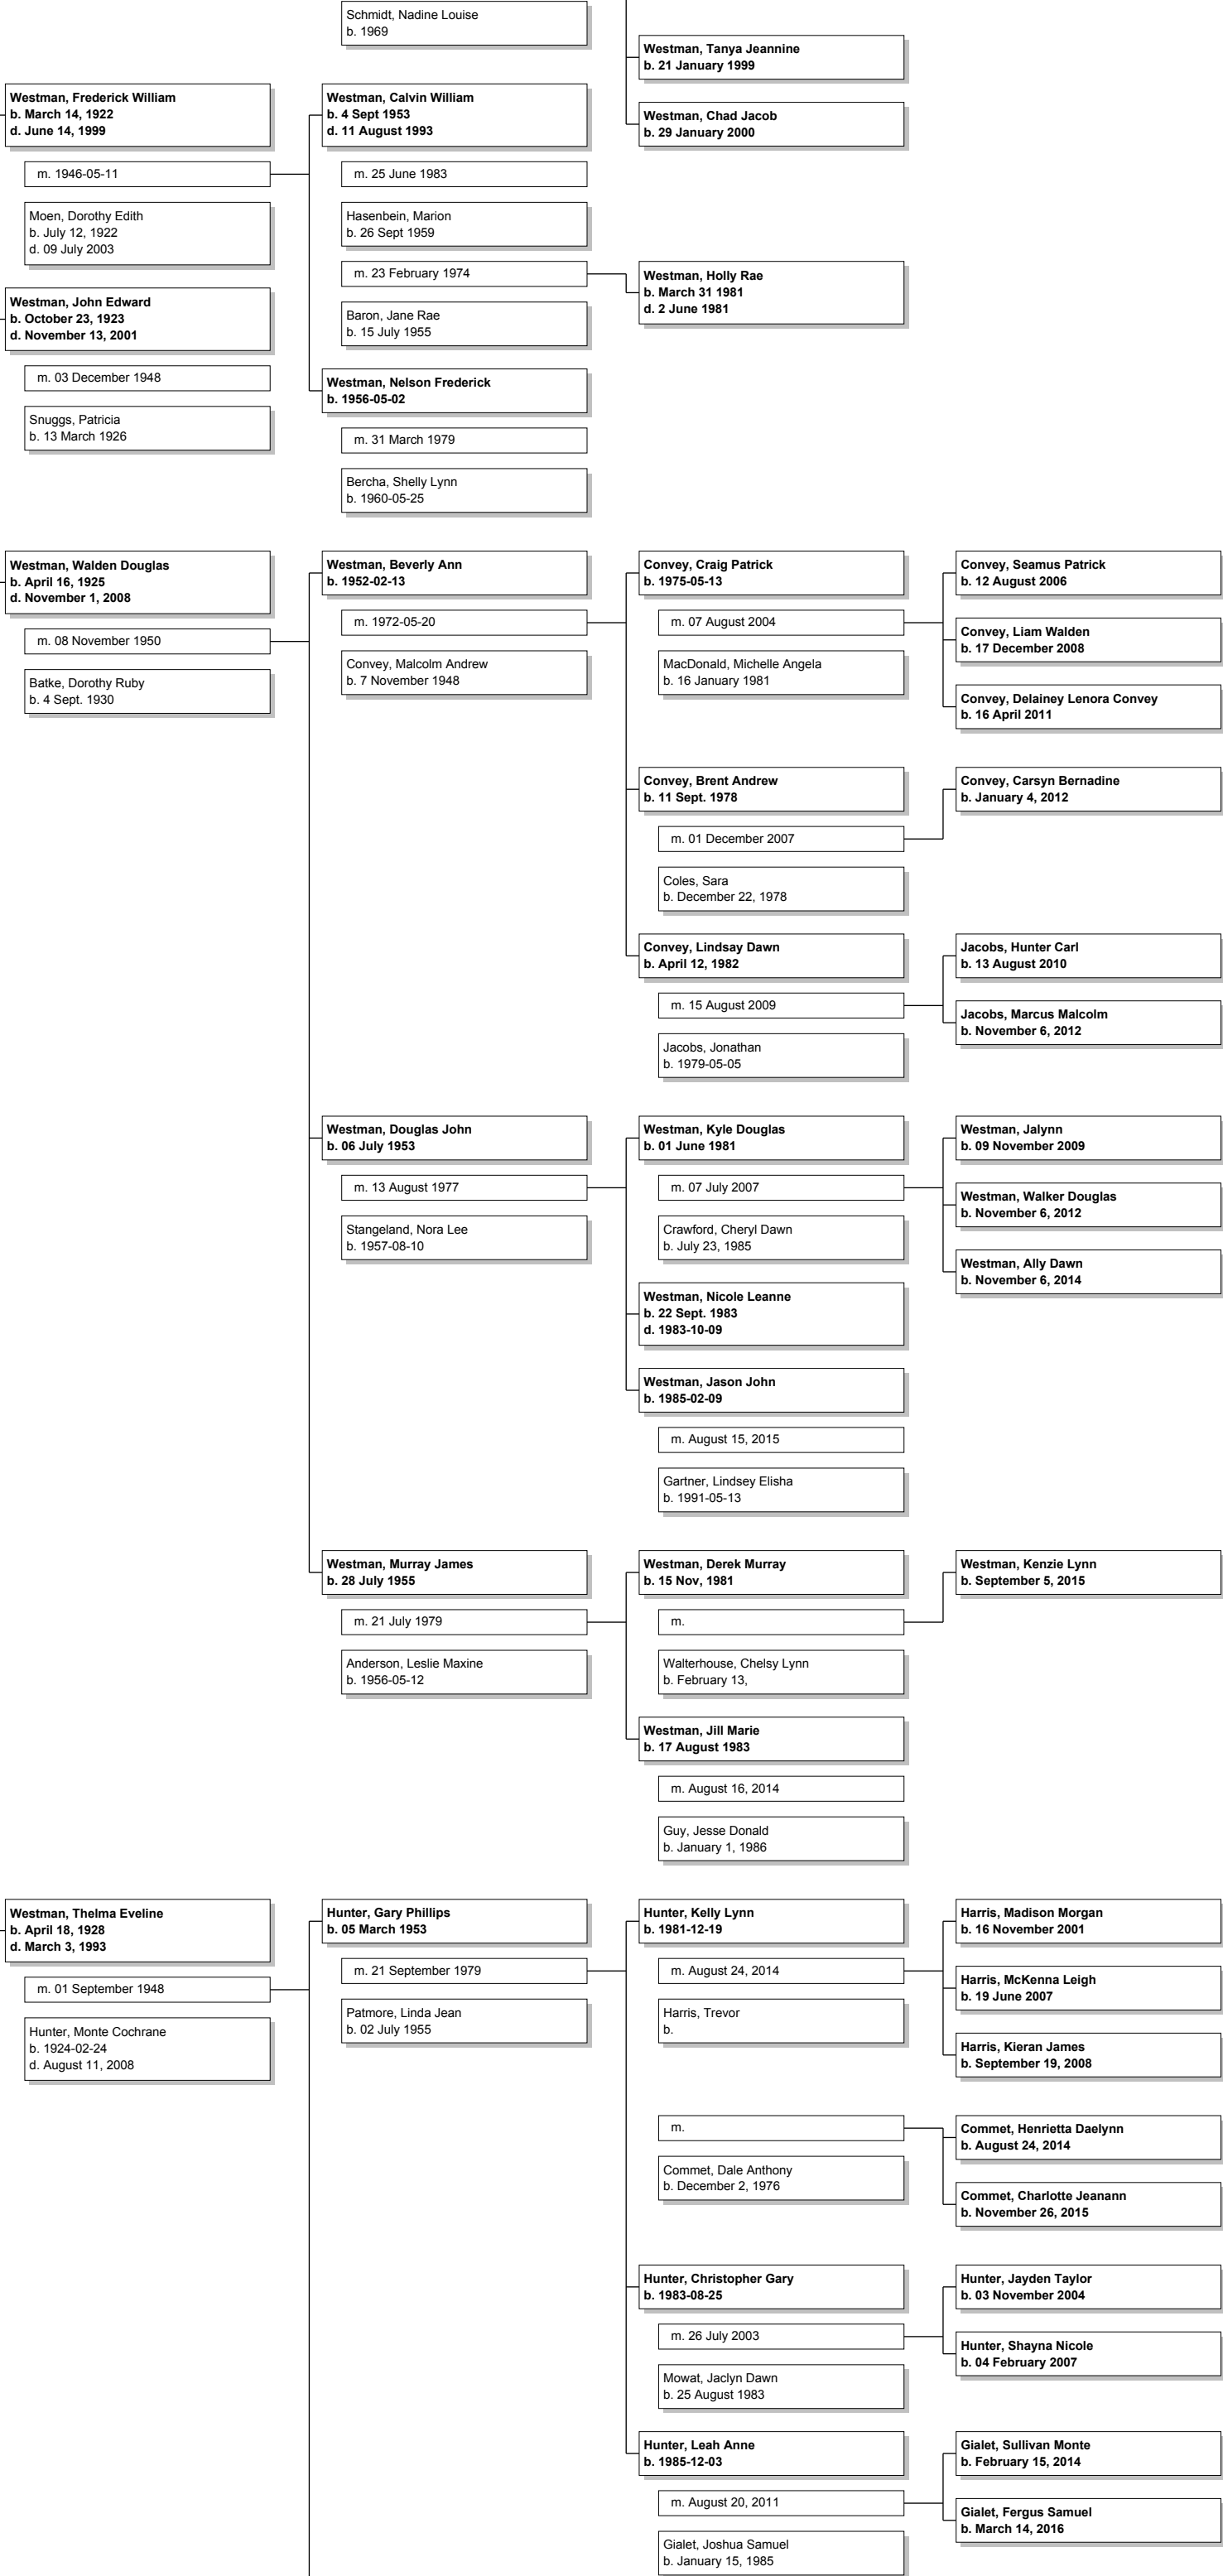 Schmidt, Nadine Louise
b. 1969
Westman, Tanya Jeannine
b. 21 January 1999
Westman, Chad Jacob
b. 29 January 2000
Westman, Frederick William
b. March 14, 1922
d. June 14, 1999
m. 1946-05-11
Moen, Dorothy Edith
b. July 12, 1922
d. 09 July 2003
Westman, Calvin William
b. 4 Sept 1953
d. 11 August 1993
m. 25 June 1983
Hasenbein, Marion
b. 26 Sept 1959
m. 23 February 1974
Baron, Jane Rae
b. 15 July 1955
Westman, Holly Rae
b. March 31 1981
d. 2 June 1981
Westman, Nelson Frederick
b. 1956-05-02
m. 31 March 1979
Bercha, Shelly Lynn
b. 1960-05-25
Westman, John Edward
b. October 23, 1923
d. November 13, 2001
m. 03 December 1948
Snuggs, Patricia
b. 13 March 1926
Westman, Walden Douglas
b. April 16, 1925
d. November 1, 2008
m. 08 November 1950
Batke, Dorothy Ruby
b. 4 Sept. 1930
Westman, Beverly Ann
b. 1952-02-13
m. 1972-05-20
Convey, Malcolm Andrew
b. 7 November 1948
Convey, Craig Patrick
b. 1975-05-13
m. 07 August 2004
MacDonald, Michelle Angela
b. 16 January 1981
Convey, Seamus Patrick
b. 12 August 2006
Convey, Liam Walden
b. 17 December 2008
Convey, Delainey Lenora Convey
b. 16 April 2011
Convey, Brent Andrew
b. 11 Sept. 1978
m. 01 December 2007
Coles, Sara
b. December 22, 1978
Convey, Carsyn Bernadine
b. January 4, 2012
Convey, Lindsay Dawn
b. April 12, 1982
m. 15 August 2009
Jacobs, Jonathan
b. 1979-05-05
Jacobs, Hunter Carl
b. 13 August 2010
Jacobs, Marcus Malcolm
b. November 6, 2012
Westman, Douglas John
b. 06 July 1953
m. 13 August 1977
Stangeland, Nora Lee
b. 1957-08-10
Westman, Kyle Douglas
b. 01 June 1981
m. 07 July 2007
Crawford, Cheryl Dawn
b. July 23, 1985
Westman, Jalynn
b. 09 November 2009
Westman, Walker Douglas
b. November 6, 2012
Westman, Ally Dawn
b. November 6, 2014
Westman, Nicole Leanne
b. 22 Sept. 1983
d. 1983-10-09
Westman, Jason John
b. 1985-02-09
m. August 15, 2015
Gartner, Lindsey Elisha
b. 1991-05-13
Westman, Murray James
b. 28 July 1955
m. 21 July 1979
Anderson, Leslie Maxine
b. 1956-05-12
Westman, Derek Murray
b. 15 Nov, 1981
m.
Walterhouse, Chelsy Lynn
b. February 13,
Westman, Kenzie Lynn
b. September 5, 2015
Westman, Jill Marie
b. 17 August 1983
m. August 16, 2014
Guy, Jesse Donald
b. January 1, 1986
Westman, Thelma Eveline
b. April 18, 1928
d. March 3, 1993
m. 01 September 1948
Hunter, Monte Cochrane
b. 1924-02-24
d. August 11, 2008
Hunter, Gary Phillips
b. 05 March 1953
m. 21 September 1979
Patmore, Linda Jean
b. 02 July 1955
Hunter, Kelly Lynn
b. 1981-12-19
m. August 24, 2014
Harris, Trevor
b.
Harris, Madison Morgan
b. 16 November 2001
Harris, McKenna Leigh
b. 19 June 2007
Harris, Kieran James
b. September 19, 2008
m.
Commet, Dale Anthony
b. December 2, 1976
Commet, Henrietta Daelynn
b. August 24, 2014
Commet, Charlotte Jeanann
b. November 26, 2015
Hunter, Christopher Gary
b. 1983-08-25
m. 26 July 2003
Mowat, Jaclyn Dawn
b. 25 August 1983
Hunter, Jayden Taylor
b. 03 November 2004
Hunter, Shayna Nicole
b. 04 February 2007
Hunter, Leah Anne
b. 1985-12-03
m. August 20, 2011
Gialet, Joshua Samuel
b. January 15, 1985
Gialet, Sullivan Monte
b. February 15, 2014
Gialet, Fergus Samuel
b. March 14, 2016